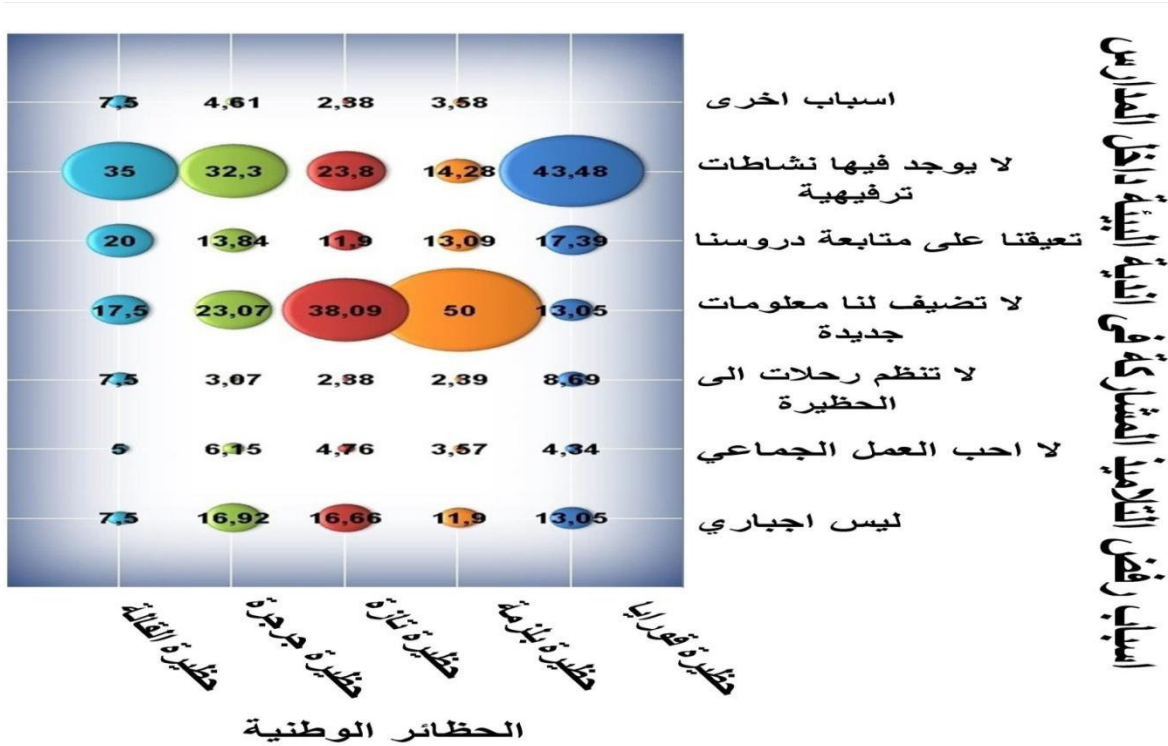 اسباب اخرى
7,5 4,61 2,38 3,58
لا يوجد فيها نشاطات
ترفيهية
35 32,3 23,8 14,28 43,48
تعيقنا على متابعة دروسنا
20 13,84 11,9 13,09 17,39
لا تضيف لنا معلومات
جديدة
17,5 23,07 38,09 50 13,05
لا تنظم رحلات الى
الحظيرة
7,5 3,07 2,38 2,39 8,69
لا احب العمل الجماعي
5 6,15 4,76 3,57 4,34
ليس اجباري
7,5 16,92 16,66 11,9 13,05
اسباب رفض التلاميذ المشاركة في اندية البيئة داخل المدارس
حظيرة القالة
حظيرة جرجرة
حظيرة تازة
حظيرة بلزمة
حظيرة قورايا
الحظائر الوطنية